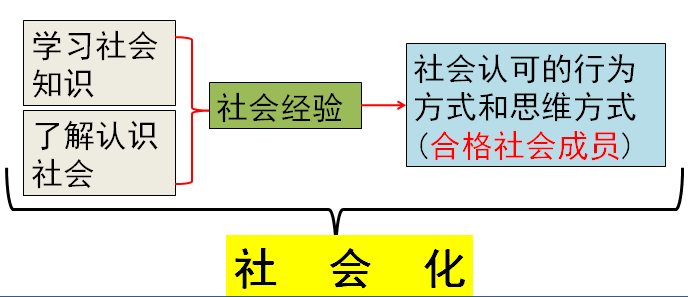 学习社会
知识
了解认识
社会
社会经验
社会认可的行为
方式和思维方式
(合格社会成员)
社 会 化